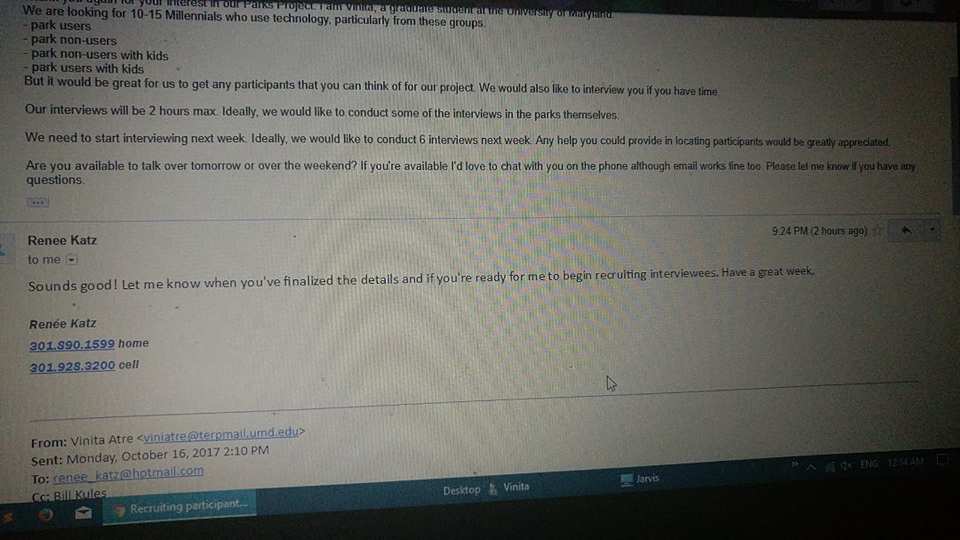 you again for your interest in our Parks Project. I am Vinita, a graduate student at the University of Maryland.
We are looking for 10-15 Millennials who use technology, particularly from these groups.
- park users
- park non-users
- park non-users with kids
- park users with kids
But it would be great for us to get any participants that you can think of for our project. We would also like to interview you if you have time.
Our interviews will be 2 hours max. Ideally, we would like to conduct some of the interviews in the parks themselves.
We need to start interviewing next week. Ideally, we would like to conduct 6 interviews next week. Any help you could provide in locating participants would be greatly appreciated.
Are you available to talk over tomorrow or over the weekend? If you're available I'd love to chat with you on the phone although email works fine too. Please let me know if you have any
questions.
Renee Katz
9:24 PM (2 hours ago)
to me
Sounds good! Let me know when you've finalized the details and if you're ready for me to begin recruiting interviewees. Have a great week.
Renée Katz
301.890.1599 home
301.928.3200 cell
From: Vinita Atre <viniatre@terpmail.umd.edu>
Sent: Monday, October 16, 2017 2:10 PM
To: renee_katz@hotmail.com
Cc: Bill Kules
Recruiting participant...
Desktop
Vinita
Jarvis
ENG
12:14 AM